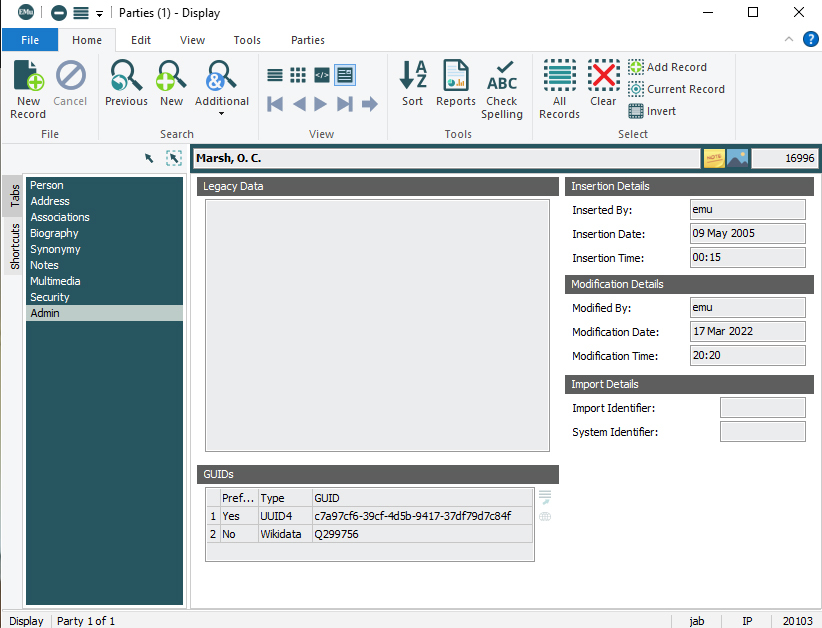 EMu Parties (1) - Display
File Home Edit View Tools Parties ?
New Record
Cancel
Previous
New
Additional
Sort
Reports
ABC
Check Spelling
All Records
Clear
Add Record
Current Record
Invert
File Search View Tools Select
Tabs
Shortcuts
Person
Address
Associations
Biography
Synonymy
Notes
Multimedia
Security
Admin
Marsh, O. C. NOTE 16996
Legacy Data
Insertion Details
Inserted By: emu
Insertion Date: 09 May 2005
Insertion Time: 00:15
Modification Details
Modified By: emu
Modification Date: 17 Mar 2022
Modification Time: 20:20
Import Details
Import Identifier:
System Identifier:
GUIDs
Pref... Type GUID
1 Yes UUID4 c7a97cf6-39cf-4d5b-9417-37df79d7c84f
2 No Wikidata Q299756
Display Party 1 of 1 jab IP 20103